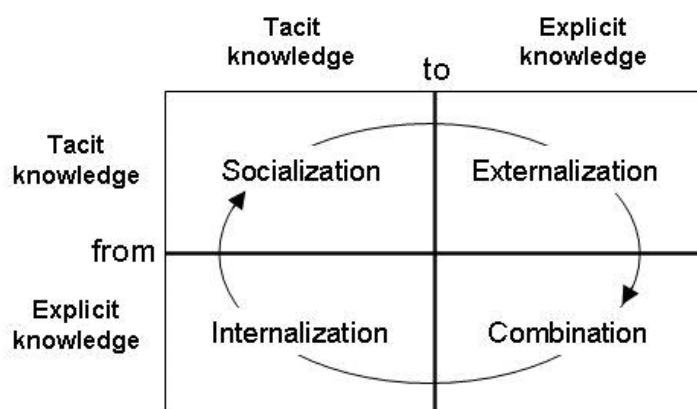 Tacit
knowledge
Explicit
knowledge
to
Tacit
knowledge
Socialization
Externalization
from
Explicit
knowledge
Internalization
Combination